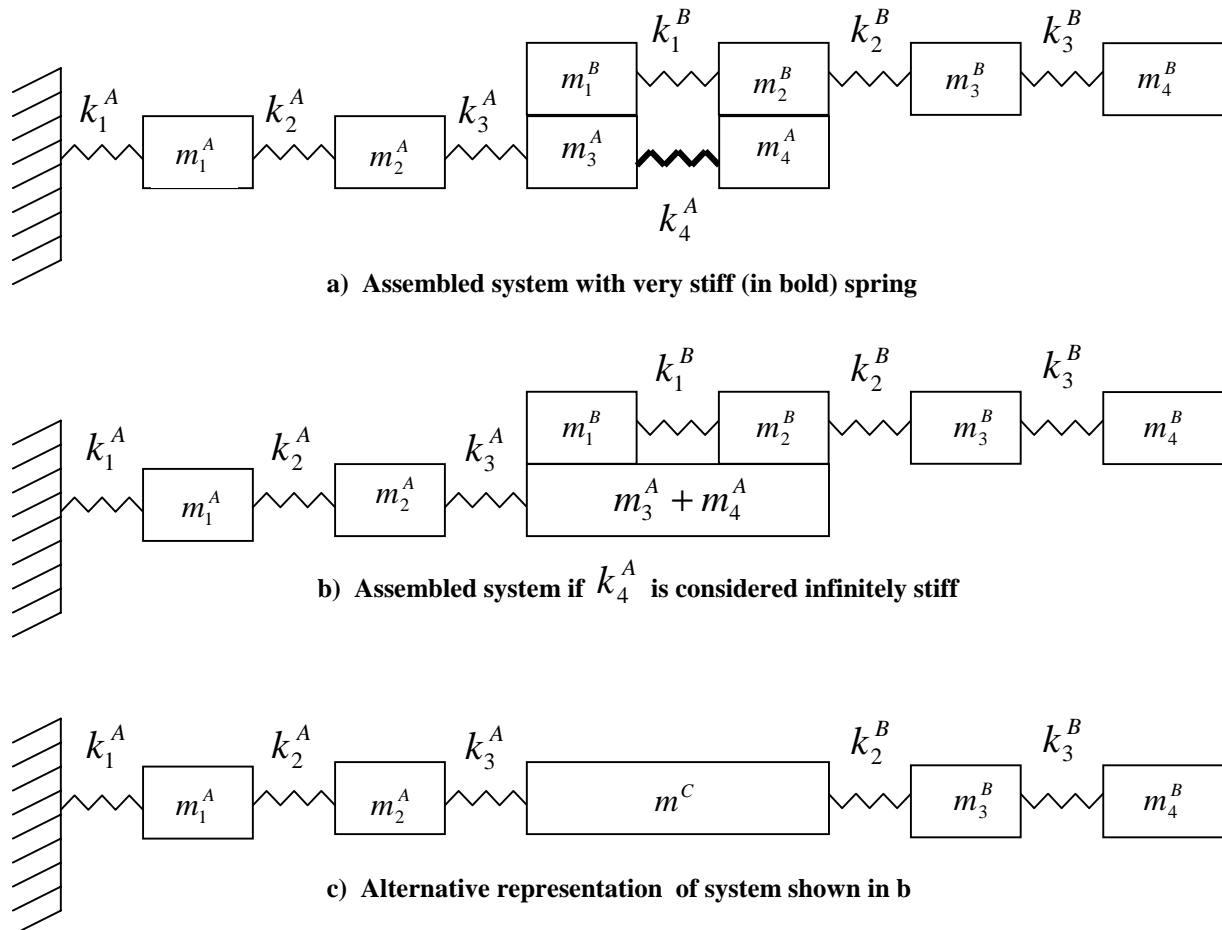 k_1^B k_2^B k_3^B
m_1^B m_2^B m_3^B m_4^B
k_1^A k_2^A k_3^A
m_1^A m_2^A m_3^A m_4^A
k_4^A
a) Assembled system with very stiff (in bold) spring
k_1^B k_2^B k_3^B
m_1^B m_2^B m_3^B m_4^B
k_1^A k_2^A k_3^A
m_1^A m_2^A m_3^A + m_4^A
b) Assembled system if k_4^A is considered infinitely stiff
k_1^A k_2^A k_3^A k_2^B k_3^B
m_1^A m_2^A m^C m_3^B m_4^B
c) Alternative representation of system shown in b